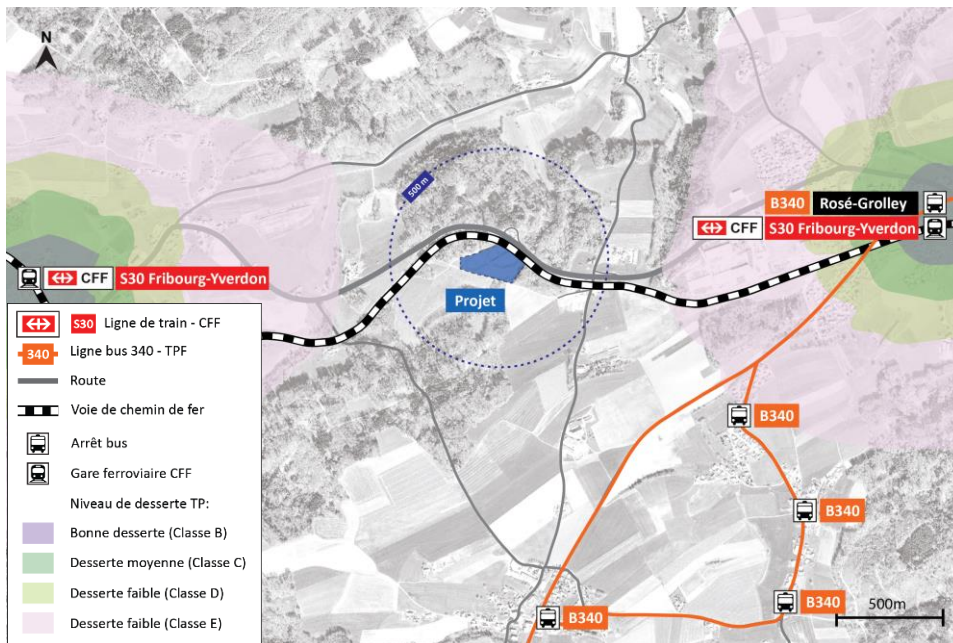 N
500 m
B340 Rosé-Grolley
CFF S30 Fribourg-Yverdon
CFF S30 Fribourg-Yverdon
Projet
S30 Ligne de train - CFF
340 Ligne bus 340 - TPF
Route
Voie de chemin de fer
Arrêt bus
Gare ferroviaire CFF
Niveau de desserte TP:
Bonne desserte (Classe B)
Desserte moyenne (Classe C)
Desserte faible (Classe D)
Desserte faible (Classe E)
B340
B340
B340
B340
500m